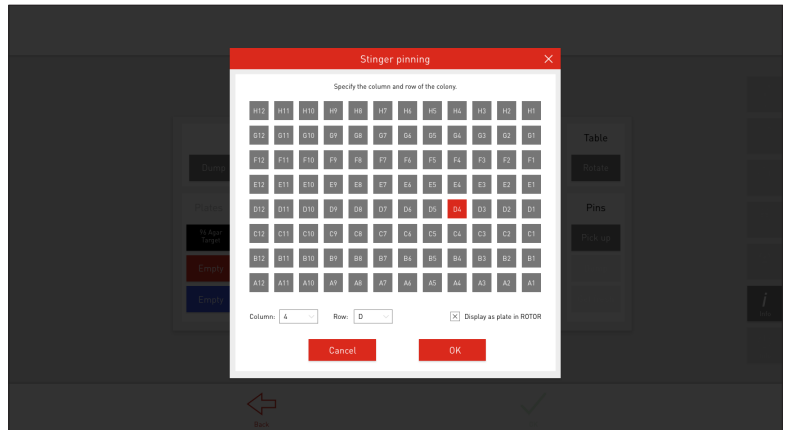 Stinger pinning
Specify the column and row of the colony.
H12 H11 H10 H9 H8 H7 H6 H5 H4 H3 H2 H1
G12 G11 G10 G9 G8 G7 G6 G5 G4 G3 G2 G1
F12 F11 F10 F9 F8 F7 F6 F5 F4 F3 F2 F1
E12 E11 E10 E9 E8 E7 E6 E5 E4 E3 E2 E1
D12 D11 D10 D9 D8 D7 D6 D5 D4 D3 D2 D1
C12 C11 C10 C9 C8 C7 C6 C5 C4 C3 C2 C1
B12 B11 B10 B9 B8 B7 B6 B5 B4 B3 B2 B1
A12 A11 A10 A9 A8 A7 A6 A5 A4 A3 A2 A1
Column: 4 Row: D Display as plate in ROTOR
Cancel OK
Damp
96 Agar
Target
Empty
Empty
Table
Rotate
Pins
Pick up
Info
Back